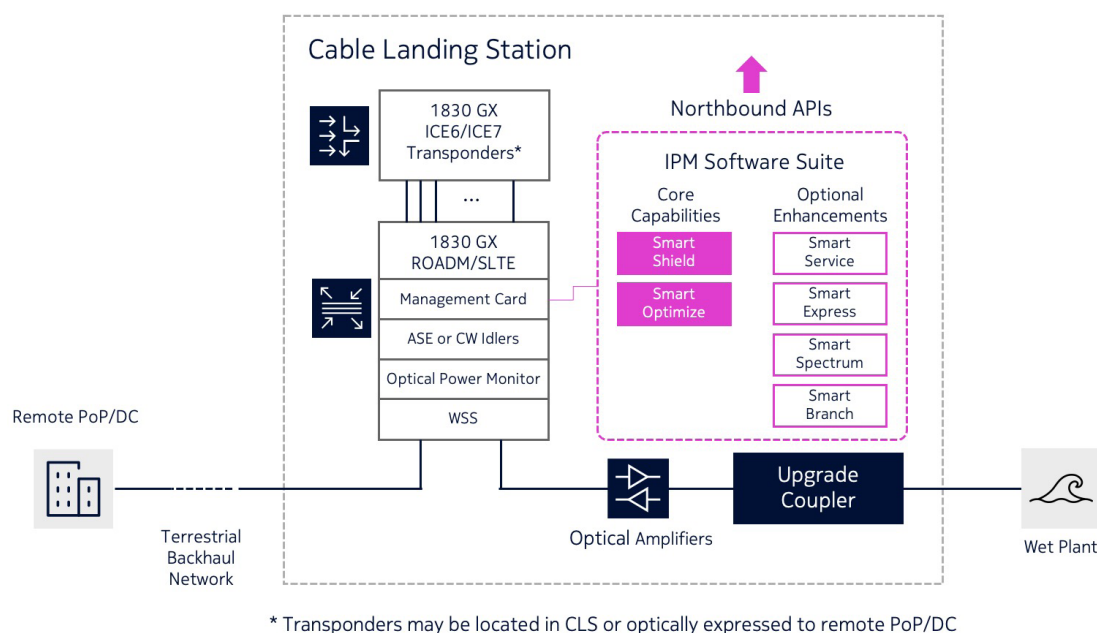 Cable Landing Station
1830 GX
ICE6/ICE7
Transponders*
...
1830 GX
ROADM/SLTE
Management Card
ASE or CW Idlers
Optical Power Monitor
WSS
Northbound APIs
IPM Software Suite
Core
Capabilities
Smart
Shield
Smart
Optimize
Optional
Enhancements
Smart
Service
Smart
Express
Smart
Spectrum
Smart
Branch
Remote PoP/DC
Terrestrial
Backhaul
Network
Optical Amplifiers
Upgrade
Coupler
Wet Plant
* Transponders may be located in CLS or optically expressed to remote PoP/DC